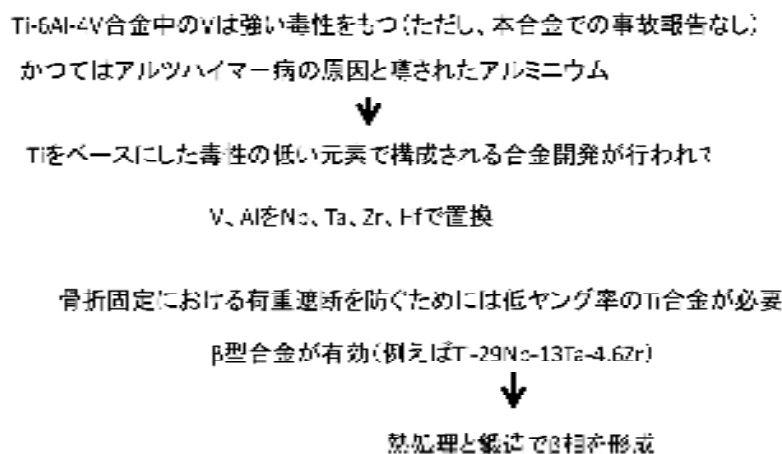 Ti-6Al-4V合金中のVは強い毒性をもつ(ただし、本合金での事故報告なし)
かつてはアルツハイマー病の原因と噂されたアルミニウム
Tiをベースにした毒性の低い元素で構成される合金開発が行われて
V、AlをNb、Ta、Zr、Hfで置換
骨折固定における荷重遮断を防ぐためには低ヤング率のTi合金が必要
β型合金が有効(例えばTi-29Nb-13Ta-4.6Zr)
熱処理と鍛造でβ相を形成